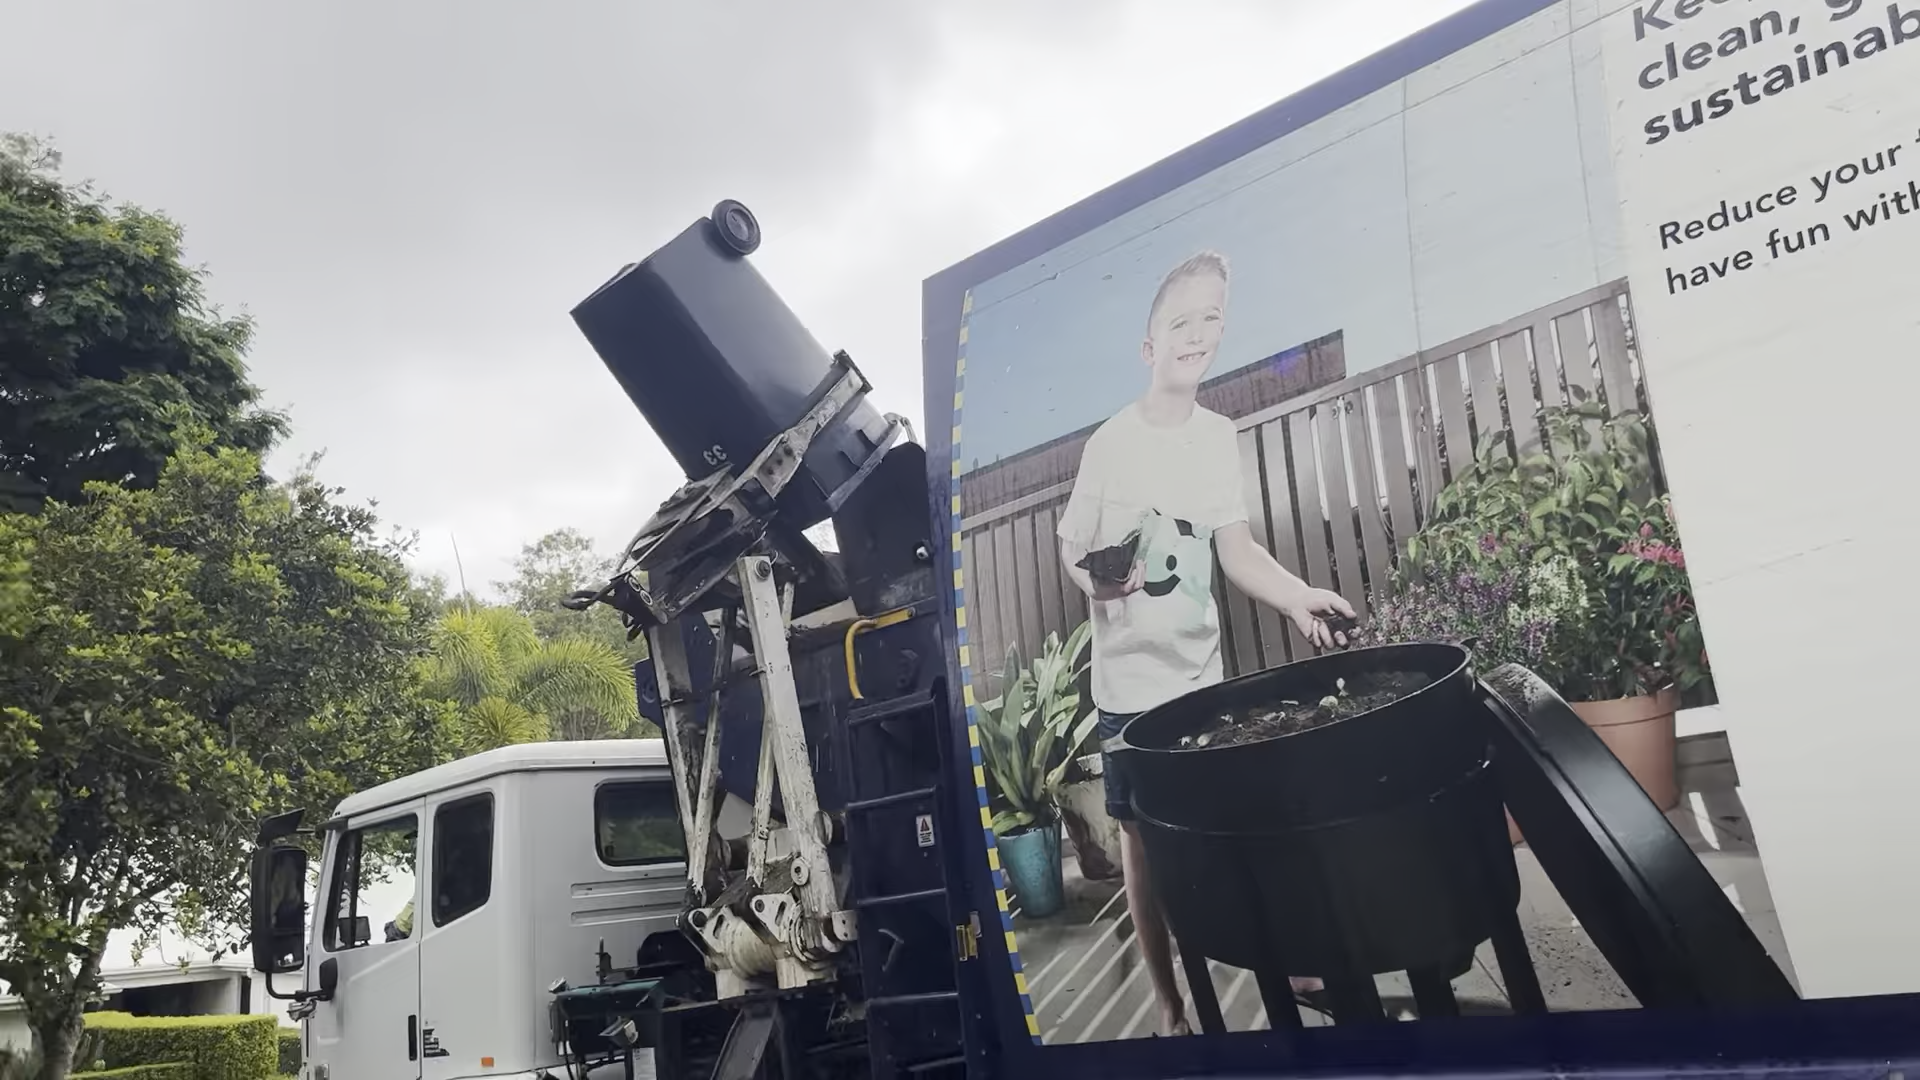 clean,
sustainab
Reduce your
have fun with
33